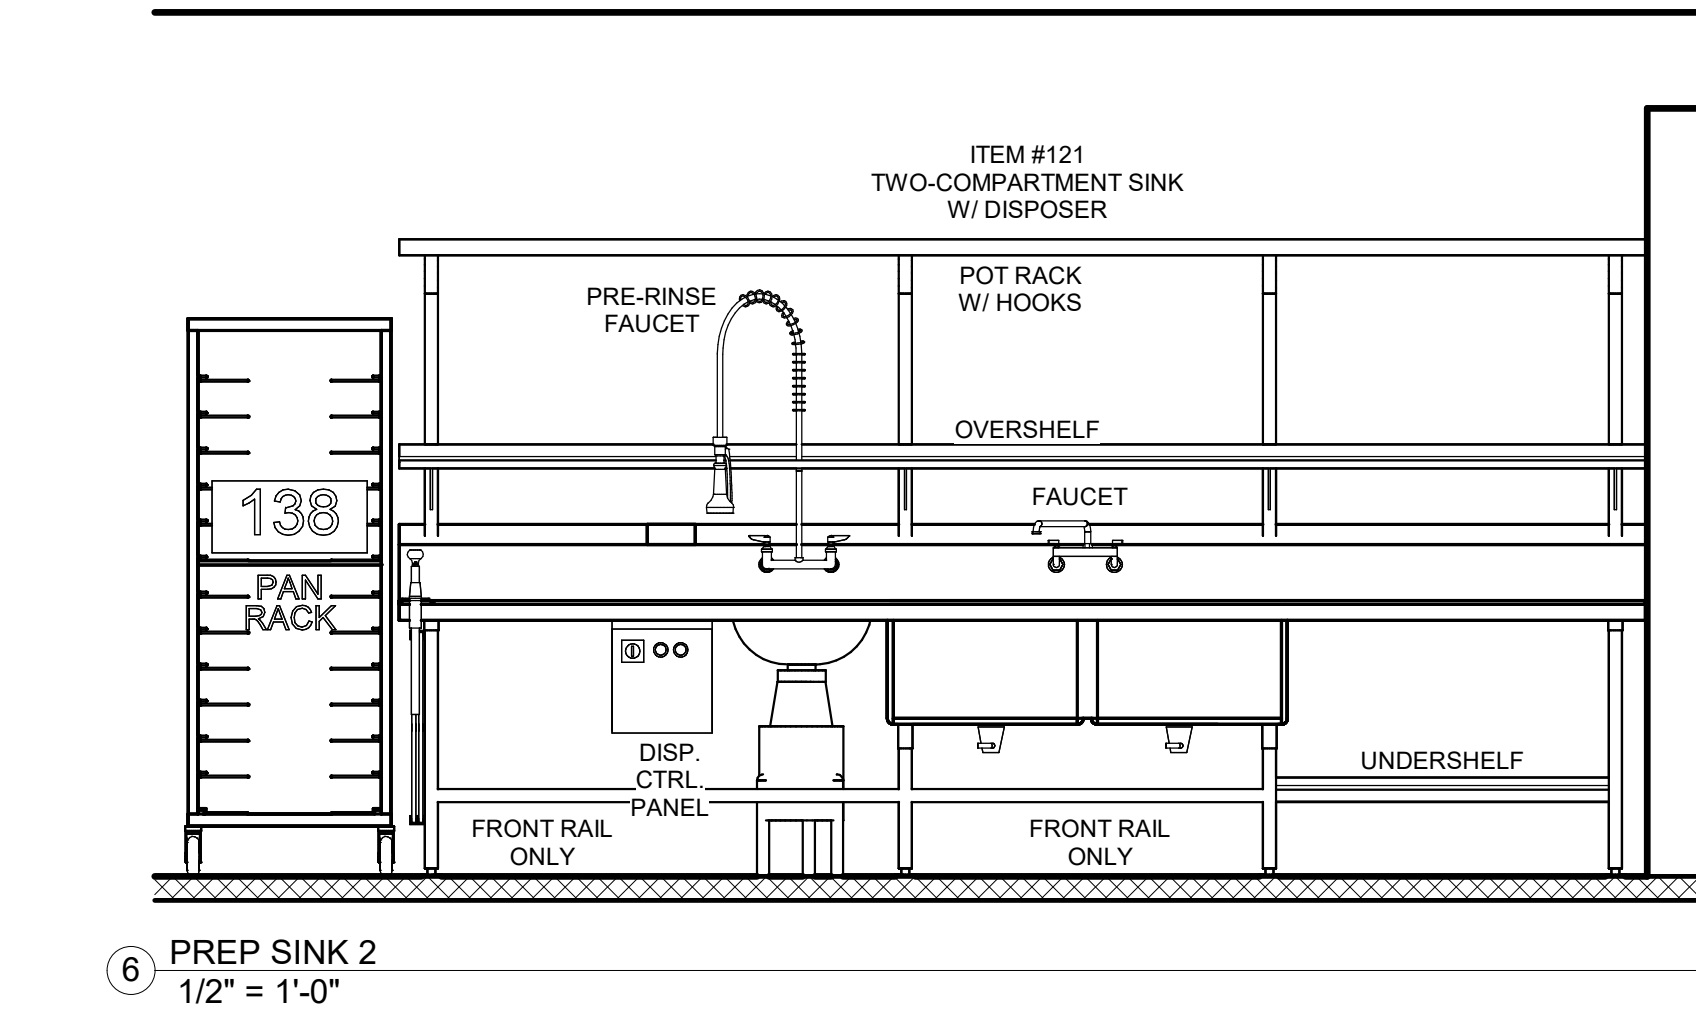 ITEM #121
TWO-COMPARTMENT SINK
W/ DISPOSER
POT RACK
W/ HOOKS
PRE-RINSE
FAUCET
OVERSHELF
FAUCET
138
PAN
RACK
DISP.
CTRL.
PANEL
UNDERSHELF
FRONT RAIL
ONLY
FRONT RAIL
ONLY
6
PREP SINK 2
1/2" = 1'-0"